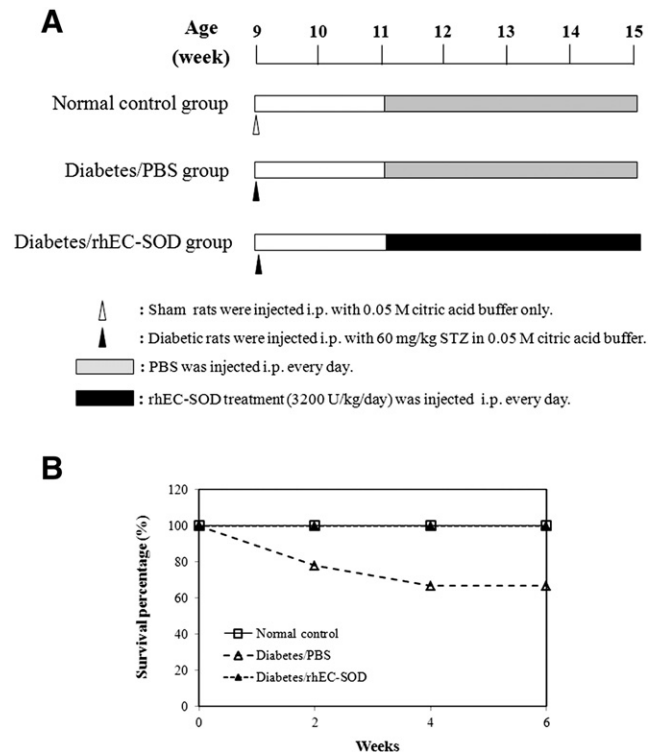 A
Age
(week)
9 10 11 12 13 14 15
Normal control group
Diabetes/PBS group
Diabetes/rhEC-SOD group
: Sham rats were injected i.p. with 0.05 M citric acid buffer only.
: Diabetic rats were injected i.p. with 60 mg/kg STZ in 0.05 M citric acid buffer.
: PBS was injected i.p. every day.
: rhEC-SOD treatment (3200 U/kg/day) was injected i.p. every day.
B
Survival percentage (%)
120
100
80
60
40
20
0
Normal control
Diabetes/PBS
Diabetes/rhEC-SOD
0 2 4 6
Weeks